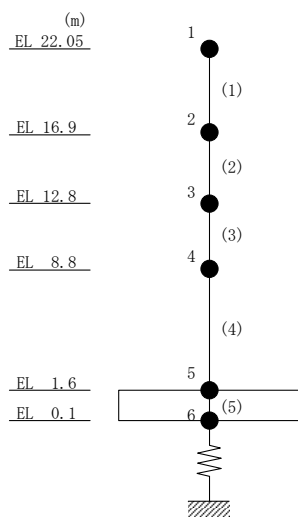 (m)
1
EL 22.05
(1)
2
EL 16.9
(2)
3
EL 12.8
(3)
4
EL 8.8
(4)
5
EL 1.6
(5)
6
EL 0.1